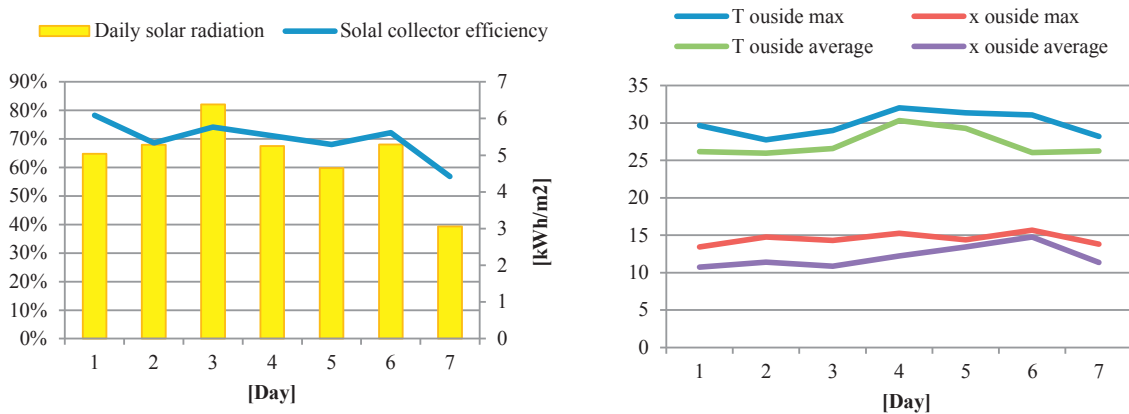 Daily solar radiation
Solal collector efficiency
90%
80%
70%
60%
50%
40%
30%
20%
10%
0%
7
6
5
4
3
2
1
0
[kWh/m2]
1 2 3 4 5 6 7
[Day]
T ouside max
x ouside max
T ouside average
x ouside average
35
30
25
20
15
10
5
0
1 2 3 4 5 6 7
[Day]